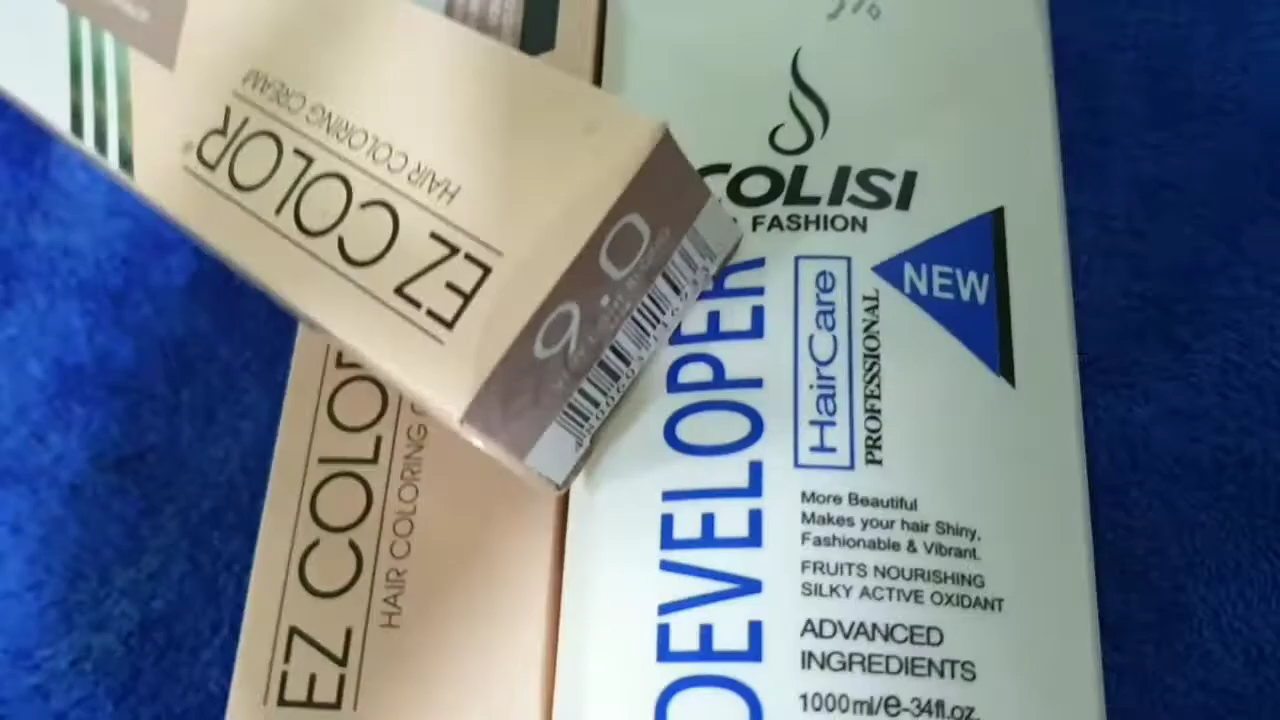 EZ COLOR
HAIR COLORING CREAM
9.0
EZ COLOR
HAIR COLORING
COLISI
FASHION
DEVELOPER
HairCare
PROFESSIONAL
NEW
More Beautiful
Makes your hair Shiny,
Fashionable & Vibrant.
FRUITS NOURISHING
SILKY ACTIVE OXIDANT
ADVANCED
INGREDIENTS
1000ml/e-34fl.oz.